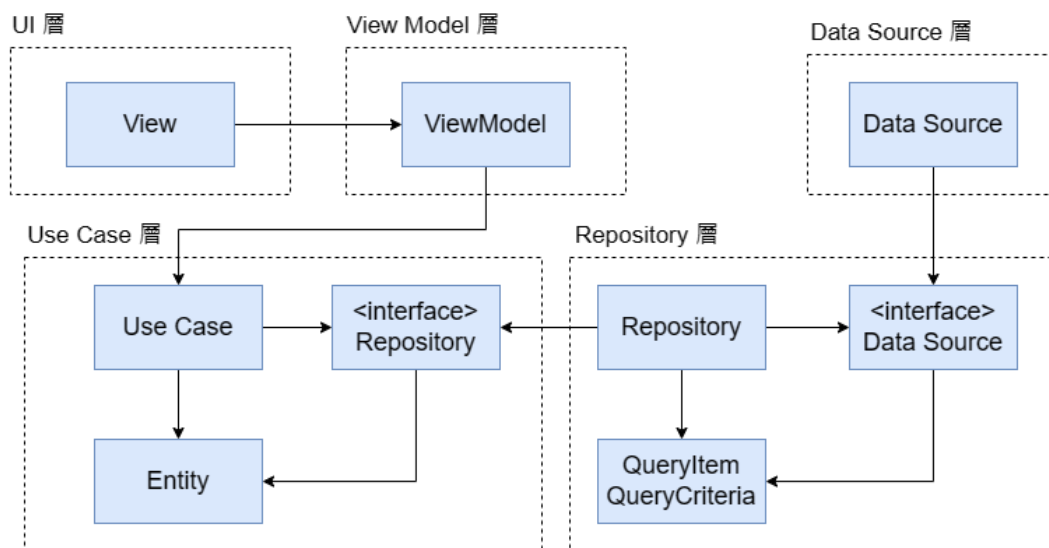 UI 層
View Model 層
Data Source 層
View
ViewModel
Data Source
Use Case 層
Repository 層
Use Case
<interface>
Repository
Repository
<interface>
Data Source
Entity
QueryItem
QueryCriteria